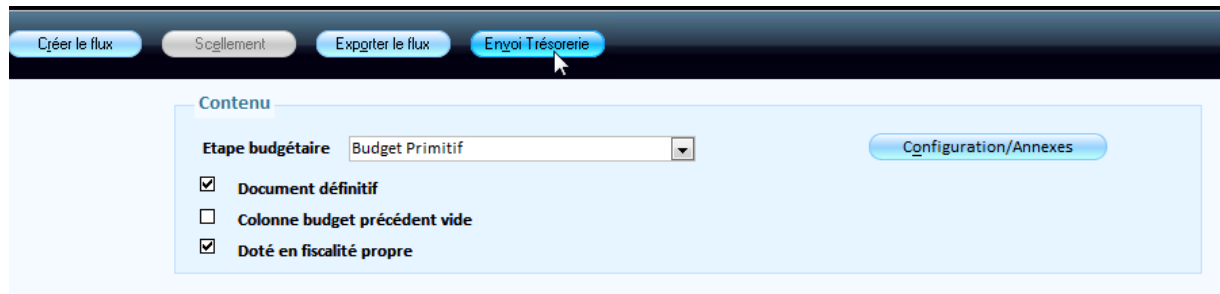 Créer le flux Scellement Exporter le flux Envoi Trésorerie
Contenu
Etape budgétaire Budget Primitif Configuration/Annexes
Document définitif
Colonne budget précédent vide
Doté en fiscalité propre